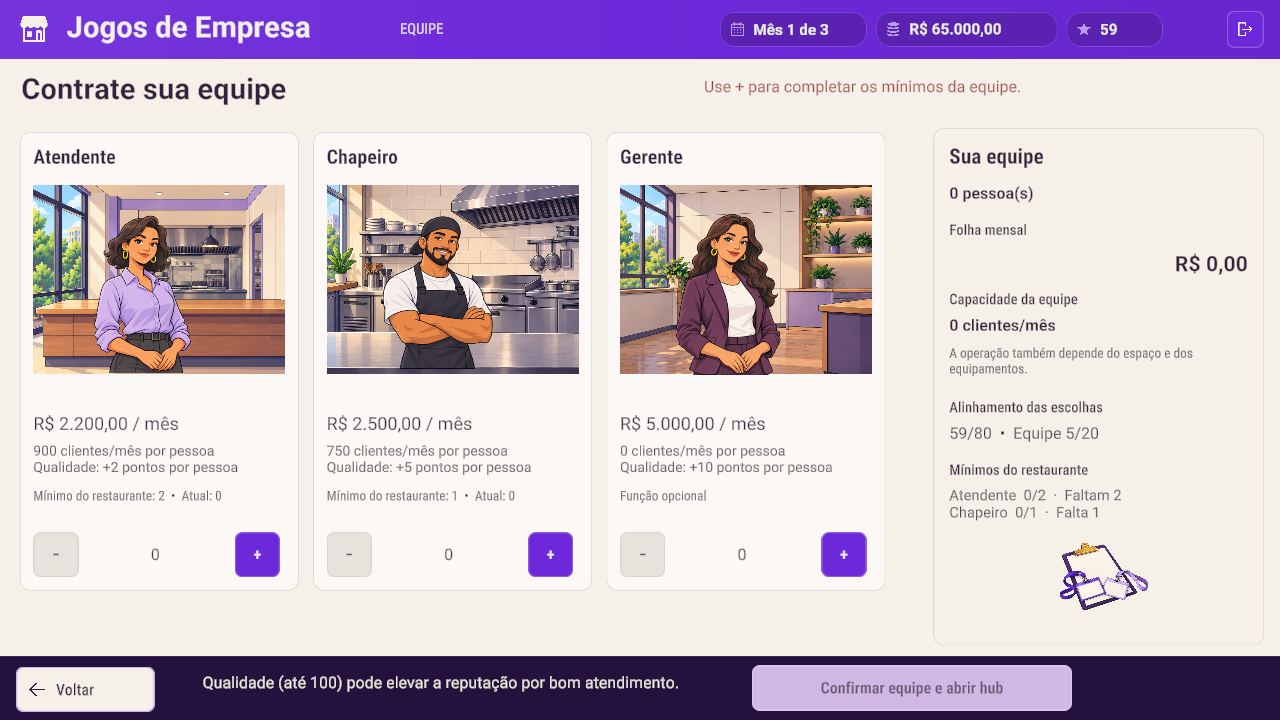 Jogos de Empresa
EQUIPE
Mês 1 de 3
R$ 65.000,00
59
Contrate sua equipe
Use + para completar os mínimos da equipe.
Atendente
R$ 2.200,00 / mês
900 clientes/mês por pessoa
Qualidade: +2 pontos por pessoa
Mínimo do restaurante: 2 • Atual: 0
-
0
+
Chapeiro
R$ 2.500,00 / mês
750 clientes/mês por pessoa
Qualidade: +5 pontos por pessoa
Mínimo do restaurante: 1 • Atual: 0
-
0
+
Gerente
R$ 5.000,00 / mês
0 clientes/mês por pessoa
Qualidade: +10 pontos por pessoa
Função opcional
-
0
+
Sua equipe
0 pessoa(s)
Folha mensal
R$ 0,00
Capacidade da equipe
0 clientes/mês
A operação também depende do espaço e dos
equipamentos.
Alinhamento das escolhas
59/80 • Equipe 5/20
Mínimos do restaurante
Atendente 0/2 · Faltam 2
Chapeiro 0/1 · Falta 1
Voltar
Qualidade (até 100) pode elevar a reputação por bom atendimento.
Confirmar equipe e abrir hub